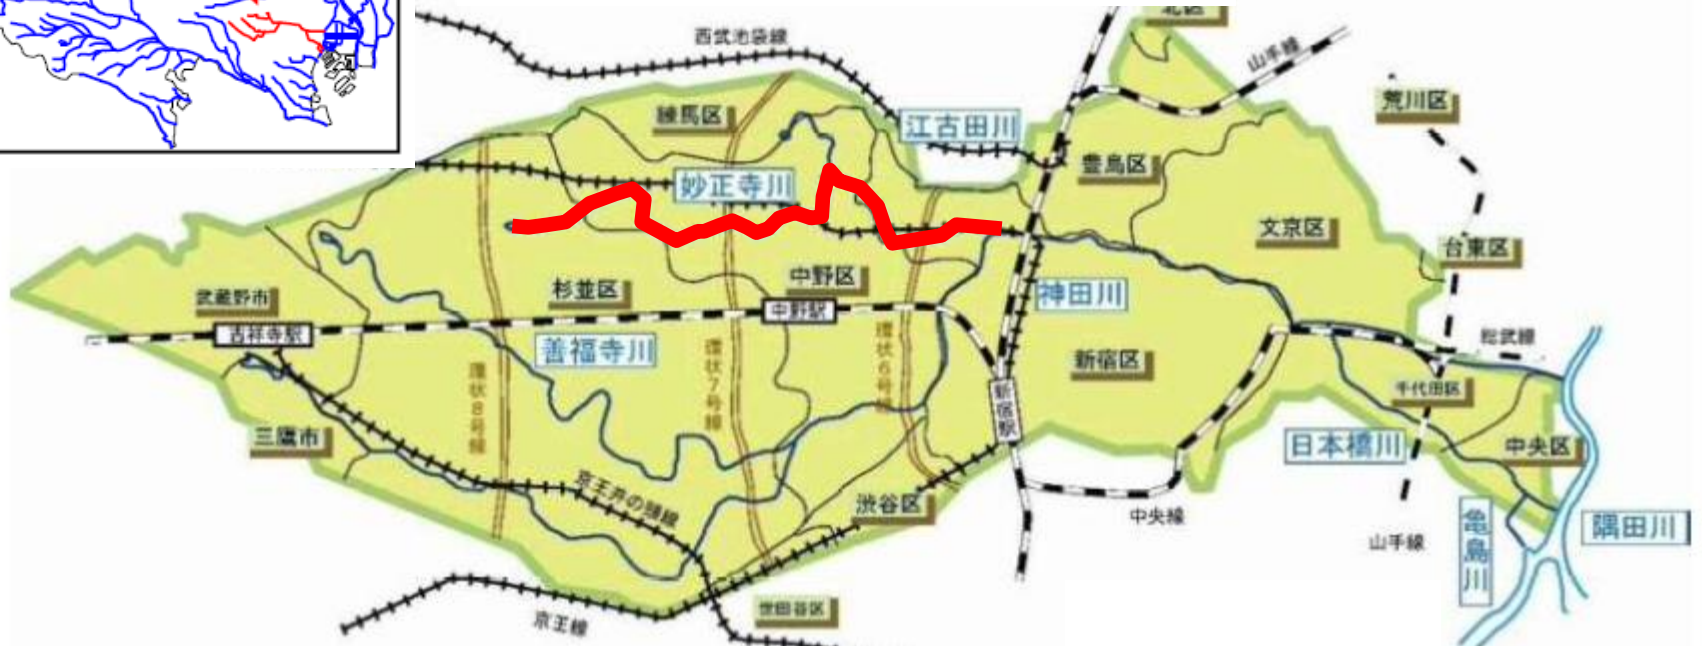 北区
西武池袋線
山手線
荒川区
練馬区
江古田川
豊島区
妙正寺川
文京区
台東区
杉並区
中野区
神田川
武蔵野市
吉祥寺駅
中野駅
総武線
善福寺川
環状8号線
環状7号線
環状6号線
新宿区
新宿駅
千代田区
三鷹市
日本橋川
中央区
京王井の頭線
渋谷区
中央線
山手線
亀島川
隅田川
世田谷区
京王線